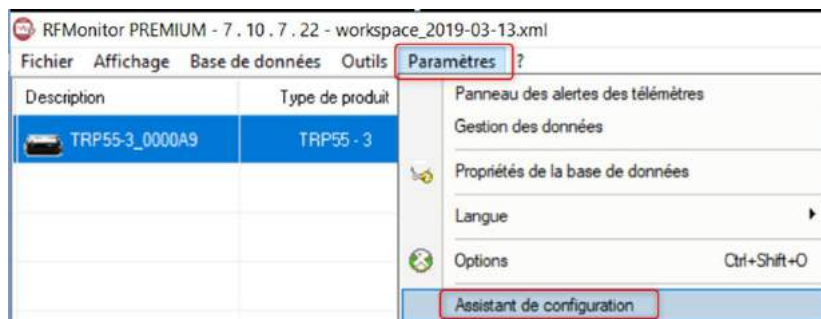 RFMonitor PREMIUM - 7 . 10 . 7 . 22 - workspace_2019-03-13.xml
Fichier Affichage Base de données Outils Paramètres ?
Description Type de produit
TRP55-3_0000A9 TRP55 - 3
Panneau des alertes des télémètres
Gestion des données
Propriétés de la base de données
Langue
Options Ctrl+Shift+O
Assistant de configuration